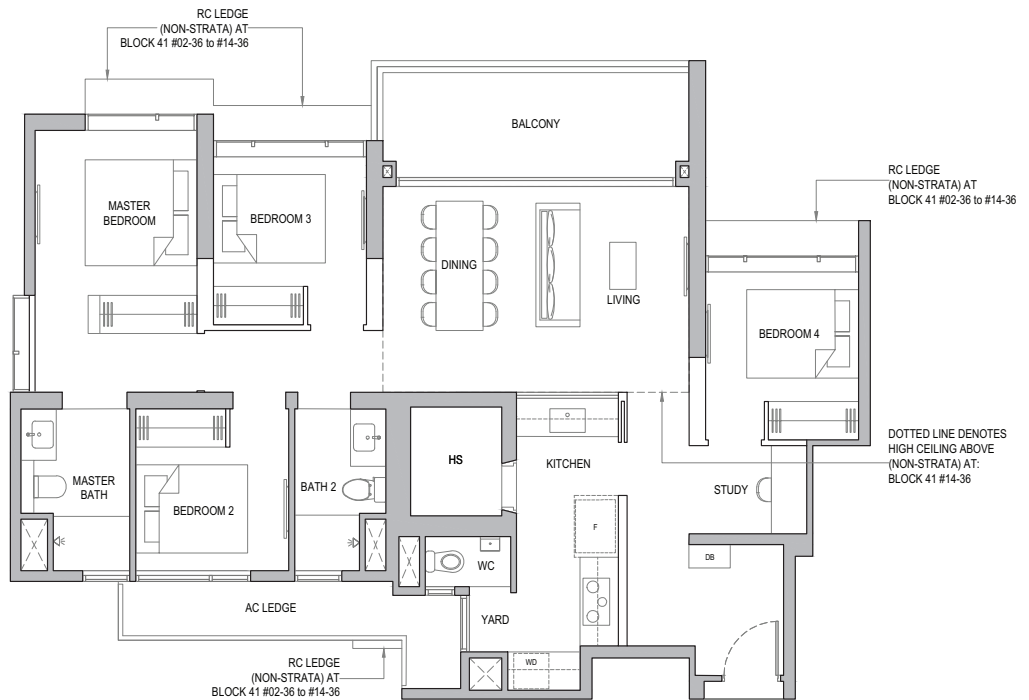 RC LEDGE
(NON-STRATA) AT
BLOCK 41 #02-36 to #14-36
BALCONY
RC LEDGE
(NON-STRATA) AT
BLOCK 41 #02-36 to #14-36
MASTER
BEDROOM
BEDROOM 3
DINING
LIVING
BEDROOM 4
DOTTED LINE DENOTES
HIGH CEILING ABOVE
(NON-STRATA) AT:
BLOCK 41 #14-36
HS
KITCHEN
MASTER
BATH
BEDROOM 2
BATH 2
STUDY
F
DB
WC
AC LEDGE
YARD
WD
RC LEDGE
(NON-STRATA) AT
BLOCK 41 #02-36 to #14-36